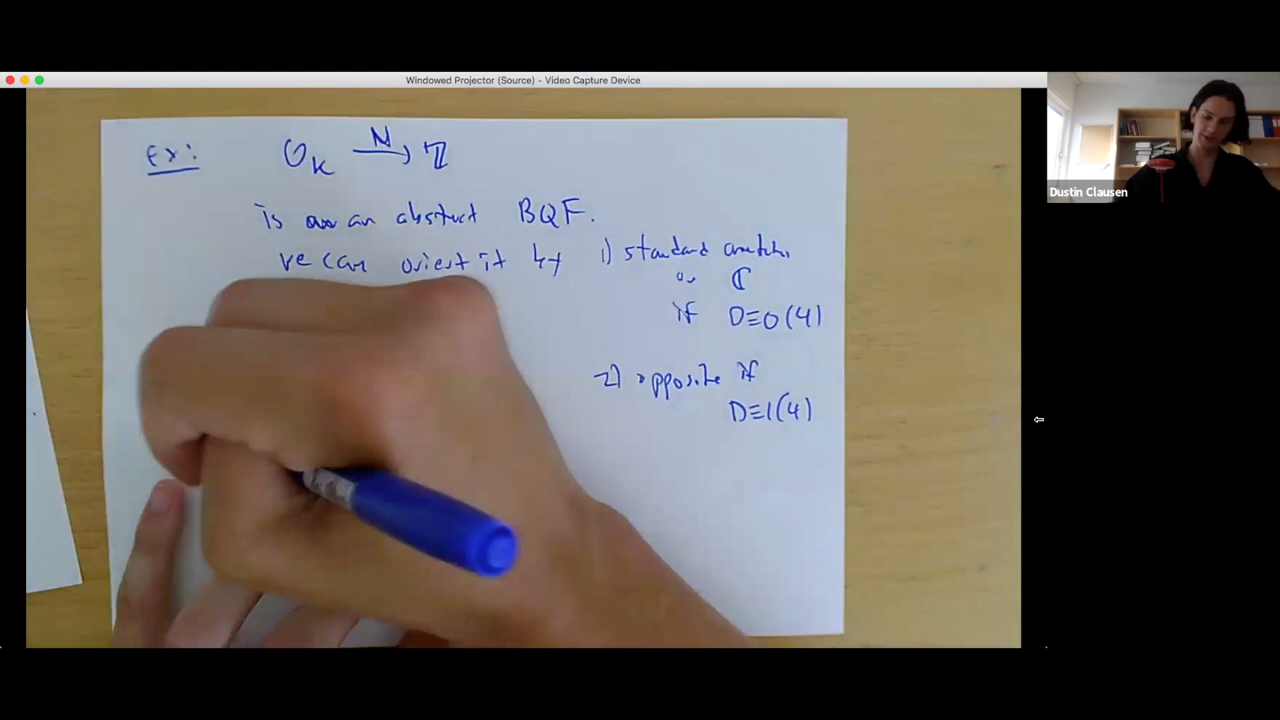 Windowed Projector (Source) - Video Capture Device
Dustin Clausen
Ex: O_K —N→ ℤ
is an abstract BQF.
we can orient it by 1) standard
on ℂ
if D≡0(4)
2) opposite if
D≡1(4)